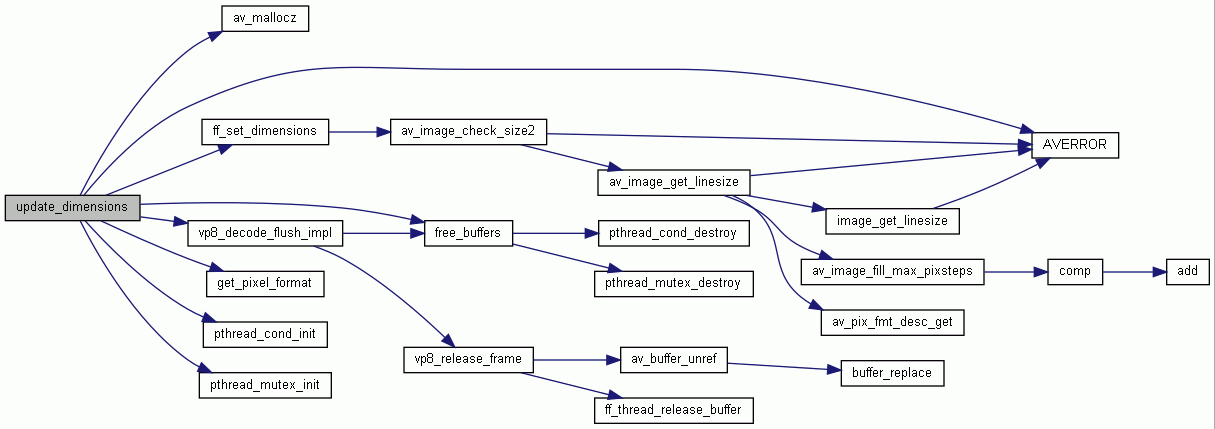 av_mallocz
ff_set_dimensions
av_image_check_size2
AVERROR
av_image_get_linesize
update_dimensions
image_get_linesize
vp8_decode_flush_impl
free_buffers
pthread_cond_destroy
av_image_fill_max_pixsteps
comp
add
get_pixel_format
pthread_mutex_destroy
av_pix_fmt_desc_get
pthread_cond_init
vp8_release_frame
av_buffer_unref
buffer_replace
pthread_mutex_init
ff_thread_release_buffer